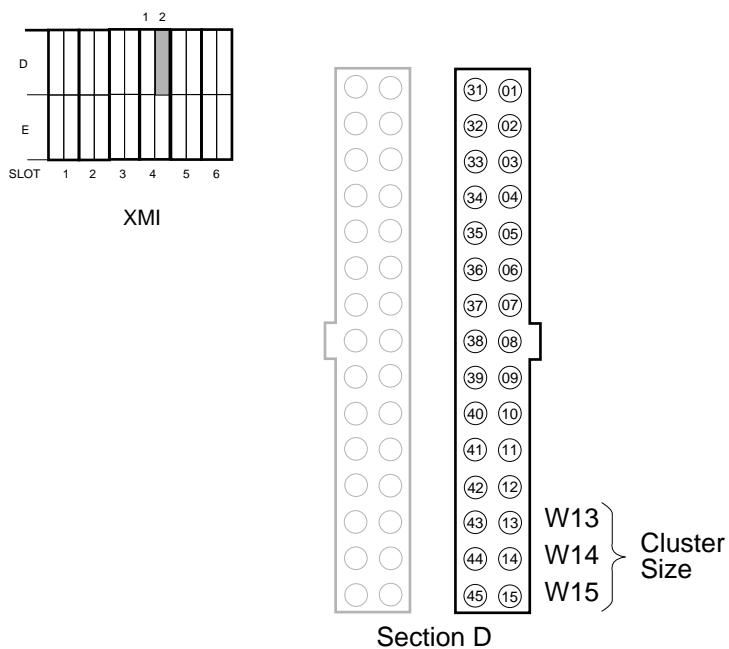 1 2
D
E
SLOT 1 2 3 4 5 6
XMI
31 01
32 02
33 03
34 04
35 05
36 06
37 07
38 08
39 09
40 10
41 11
42 12
43 13 W13
44 14 W14
45 15 W15
Cluster
Size
Section D